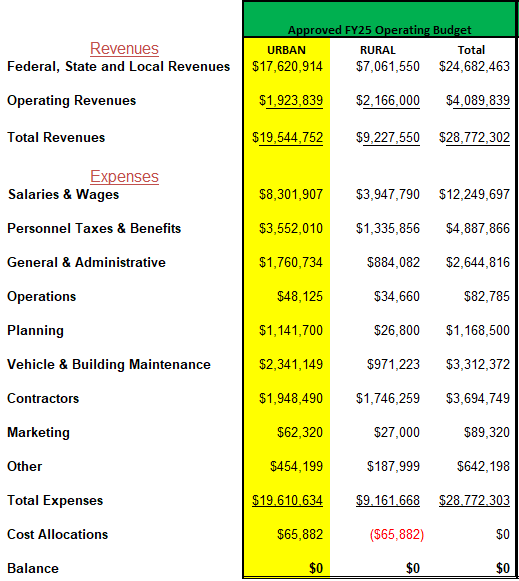 Approved FY25 Operating Budget
Revenues URBAN RURAL Total
Federal, State and Local Revenues $17,620,914 $7,061,550 $24,682,463
Operating Revenues $1,923,839 $2,166,000 $4,089,839
Total Revenues $19,544,752 $9,227,550 $28,772,302
Expenses
Salaries & Wages $8,301,907 $3,947,790 $12,249,697
Personnel Taxes & Benefits $3,552,010 $1,335,856 $4,887,866
General & Administrative $1,760,734 $884,082 $2,644,816
Operations $48,125 $34,660 $82,785
Planning $1,141,700 $26,800 $1,168,500
Vehicle & Building Maintenance $2,341,149 $971,223 $3,312,372
Contractors $1,948,490 $1,746,259 $3,694,749
Marketing $62,320 $27,000 $89,320
Other $454,199 $187,999 $642,198
Total Expenses $19,610,634 $9,161,668 $28,772,303
Cost Allocations $65,882 ($65,882) $0
Balance $0 $0 $0